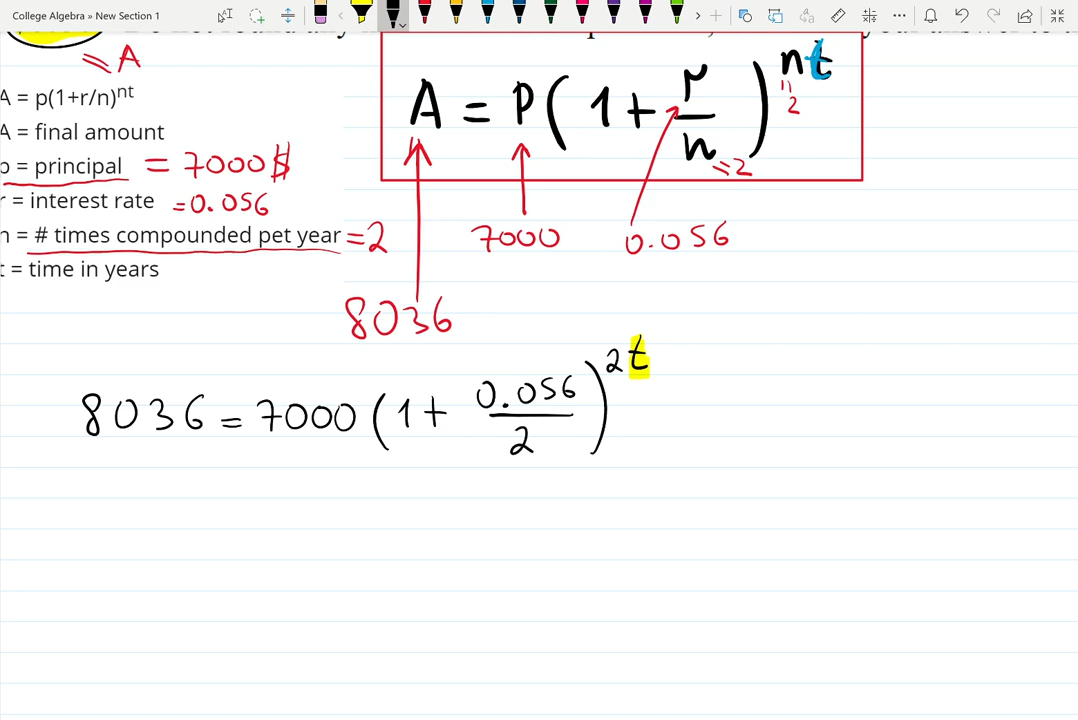 College Algebra » New Section 1
= A
A = p(1+r/n)nt
A = final amount
p = principal = 7000$
r = interest rate = 0.056
n = # times compounded pet year = 2
t = time in years
A = P ( 1 + r/n ) nt
= 2
= 2
7000
0.056
8036
8036 = 7000 ( 1 + 0.056/2 ) 2t